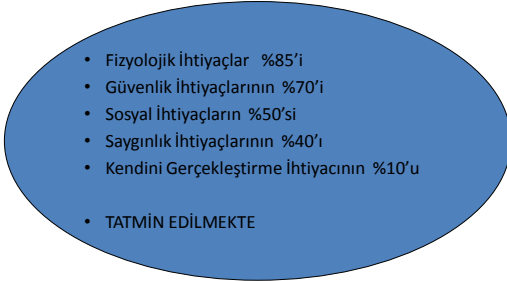 • Fizyolojik İhtiyaçlar %85’i
• Güvenlik İhtiyaçlarının %70’i
• Sosyal İhtiyaçların %50’si
• Saygınlık İhtiyaçlarının %40’ı
• Kendini Gerçekleştirme İhtiyacının %10’u
• TATMİN EDİLMEKTE